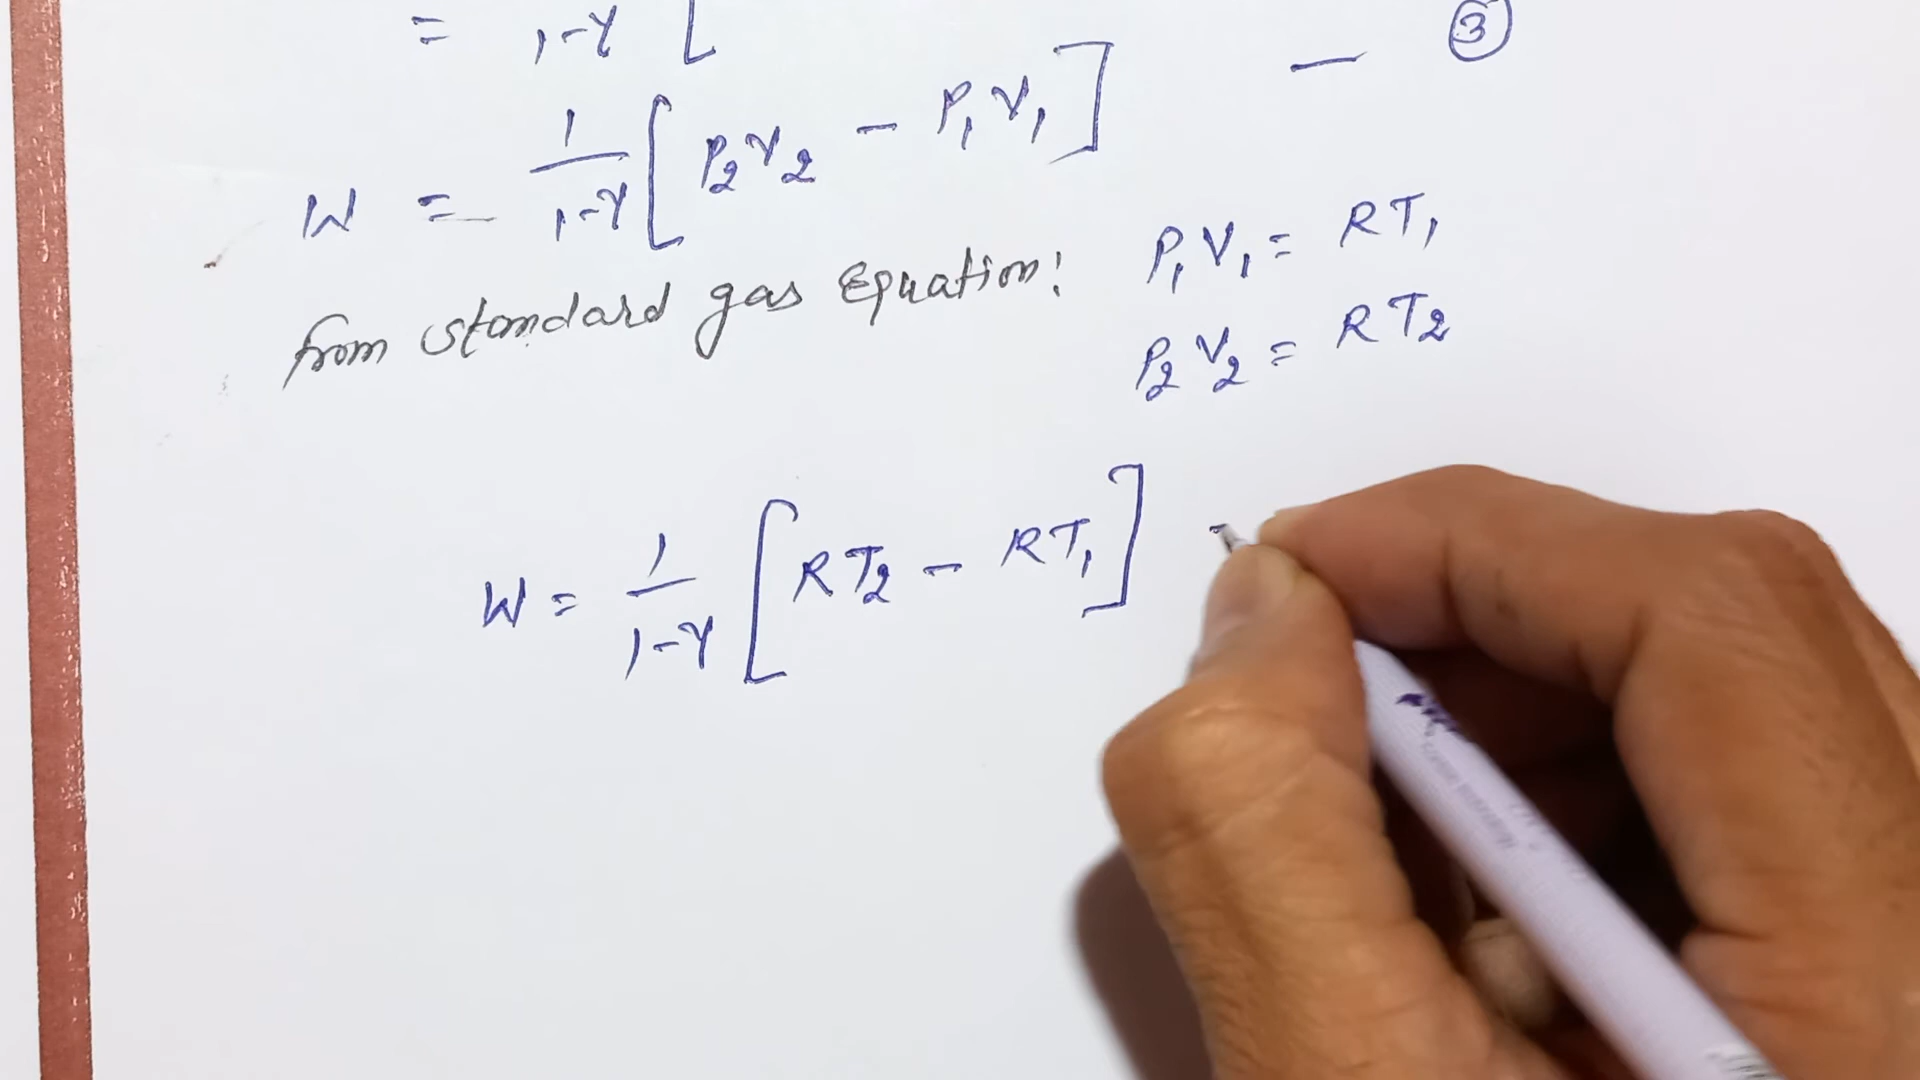 = 1-γ [
— ③
W = 1/1-γ [ P₂V₂ - P₁V₁ ]
from standard gas Equation: P₁V₁ = RT₁
P₂V₂ = RT₂
W = 1/1-γ [ RT₂ - RT₁ ]